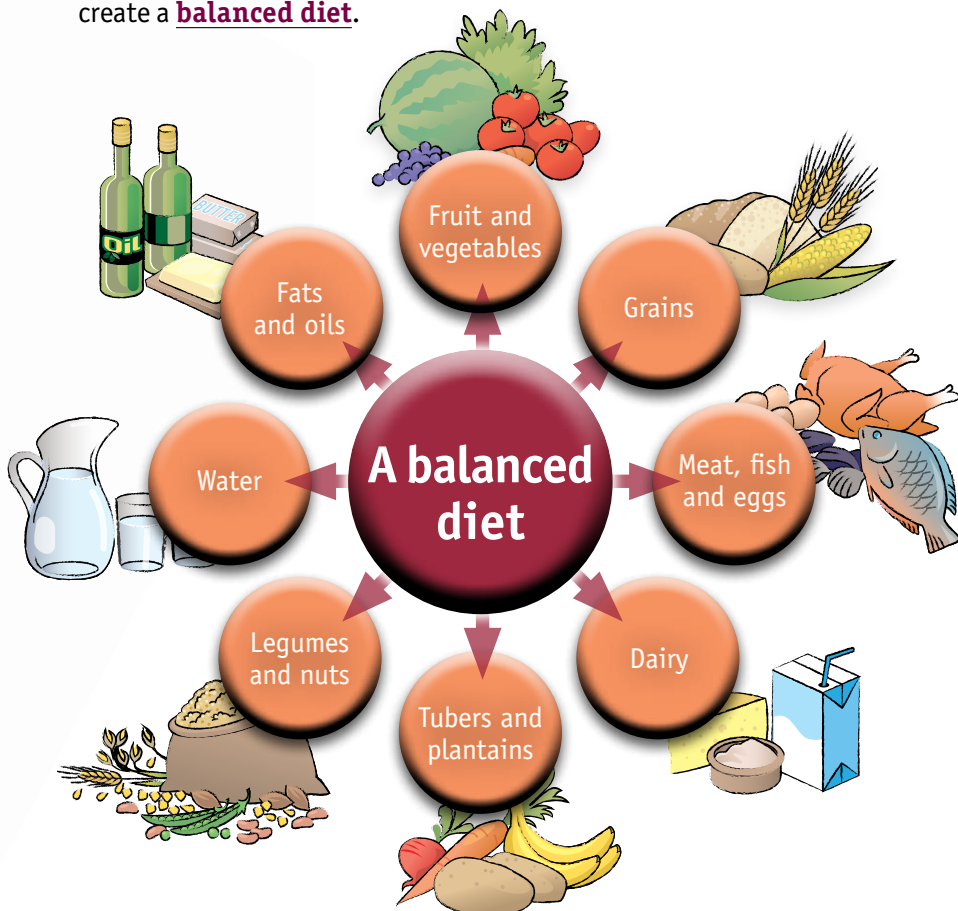 create a balanced diet.
Fruit and
vegetables
BUTTER
Oil
Fats
and oils
Grains
Water
A balanced
diet
Meat, fish
and eggs
Legumes
and nuts
Dairy
Tubers and
plantains